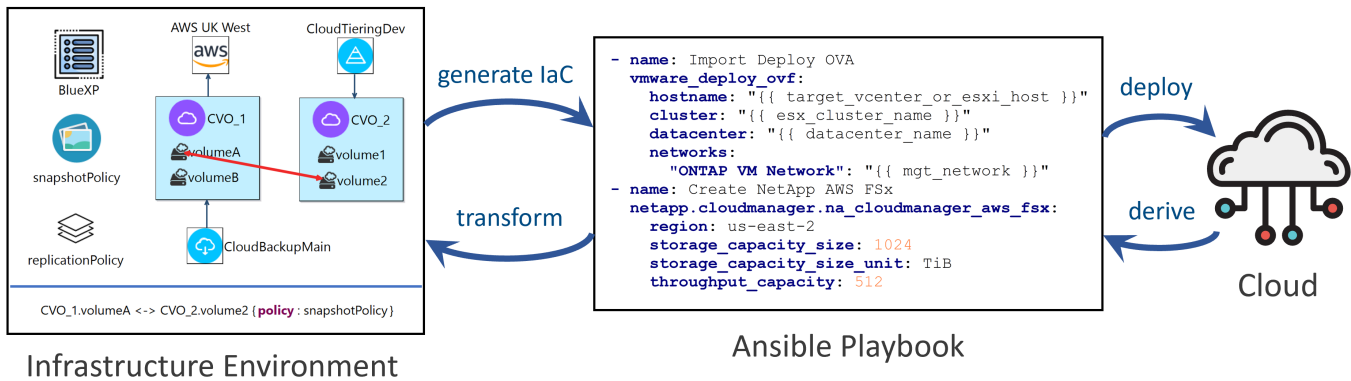 AWS UK West
CloudTieringDev
aws
BlueXP
CVO_1
CVO_2
volumeA
volume1
snapshotPolicy
volumeB
volume2
CloudBackupMain
replicationPolicy
CVO_1.volumeA <-> CVO_2.volume2 { policy : snapshotPolicy }
Infrastructure Environment
generate IaC
transform
- name: Import Deploy OVA
vmware_deploy_ovf:
hostname: "{{ target_vcenter_or_esxi_host }}"
cluster: "{{ esx_cluster_name }}"
datacenter: "{{ datacenter_name }}"
networks:
"ONTAP VM Network": "{{ mgt_network }}"
- name: Create NetApp AWS FSx
netapp.cloudmanager.na_cloudmanager_aws_fsx:
region: us-east-2
storage_capacity_size: 1024
storage_capacity_size_unit: TiB
throughput_capacity: 512
Ansible Playbook
deploy
derive
Cloud